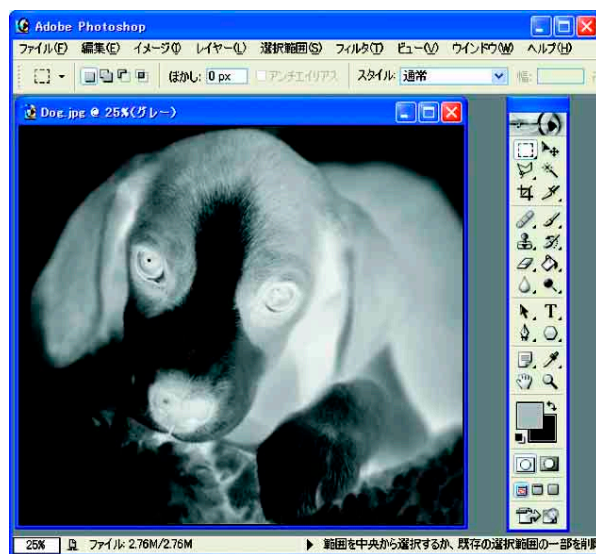 Adobe Photoshop
ファイル(F) 編集(E) イメージ(I) レイヤー(L) 選択範囲(S) フィルタ(T) ビュー(V) ウインドウ(W) ヘルプ(H)
ぼかし: 0 px アンチエイリアス スタイル: 通常 幅:
Dog.jpg @ 25%(グレー)
T
25% ファイル: 2.76M/2.76M 範囲を中央から選択するか、既存の選択範囲の一部を削